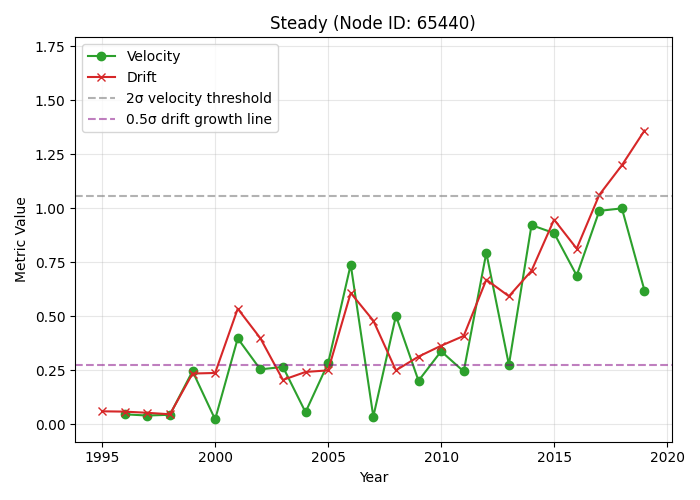 Steady (Node ID: 65440)
Velocity
Drift
2σ velocity threshold
0.5σ drift growth line
Metric Value
1.75
1.50
1.25
1.00
0.75
0.50
0.25
0.00
1995 2000 2005 2010 2015 2020
Year